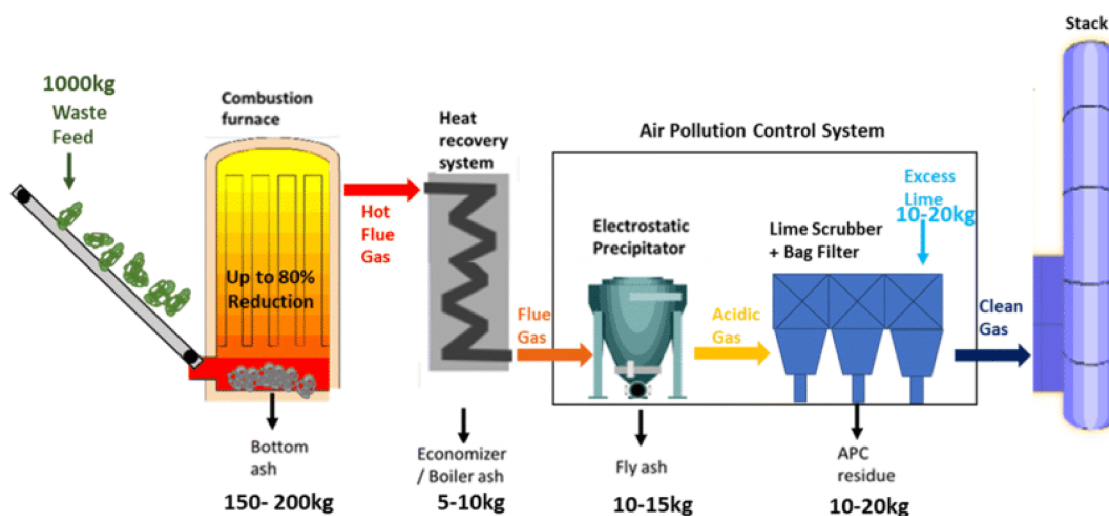 Stack
1000kg
Waste
Feed
Combustion
furnace
Heat
recovery
system
Air Pollution Control System
Excess
Lime
10-20kg
Hot
Flue
Gas
Electrostatic
Precipitator
Lime Scrubber
+ Bag Filter
Up to 80%
Reduction
Flue
Gas
Acidic
Gas
Clean
Gas
Bottom
ash
150- 200kg
Economizer
/ Boiler ash
5-10kg
Fly ash
10-15kg
APC
residue
10-20kg